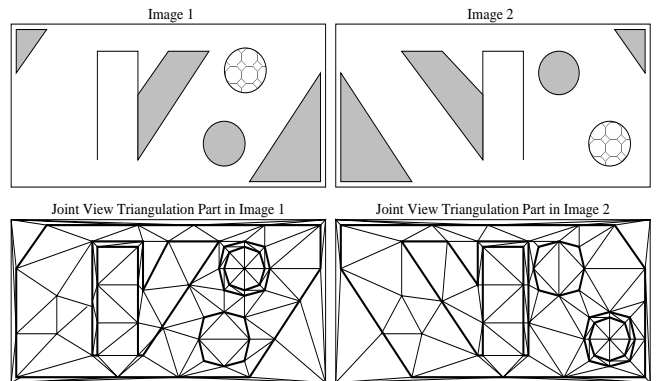 Image 1
Image 2
Joint View Triangulation Part in Image 1
Joint View Triangulation Part in Image 2